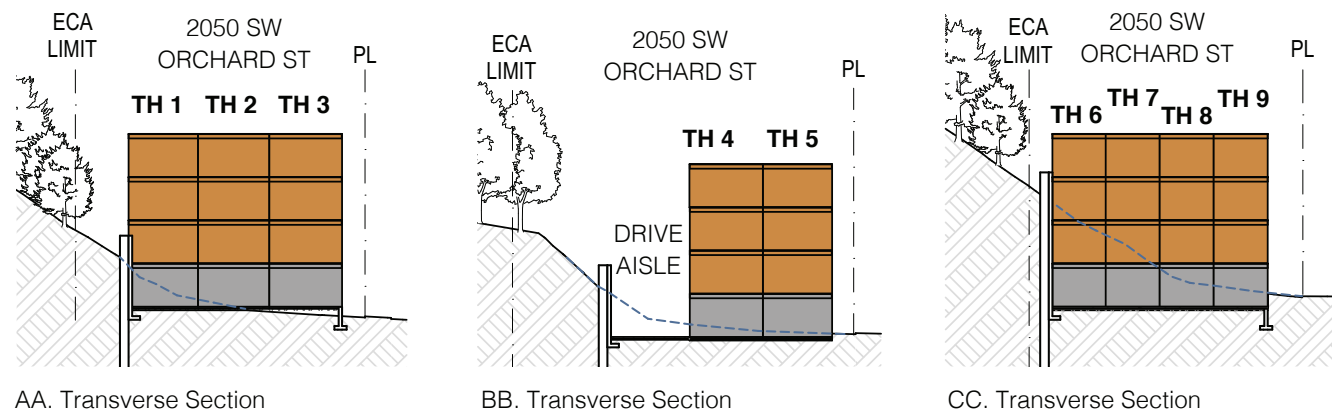 ECA
LIMIT
2050 SW
ORCHARD ST
PL
TH 1 TH 2 TH 3
AA. Transverse Section
ECA
LIMIT
2050 SW
ORCHARD ST
PL
TH 4 TH 5
DRIVE
AISLE
BB. Transverse Section
ECA
LIMIT
2050 SW
ORCHARD ST
PL
TH 6 TH 7 TH 8 TH 9
CC. Transverse Section